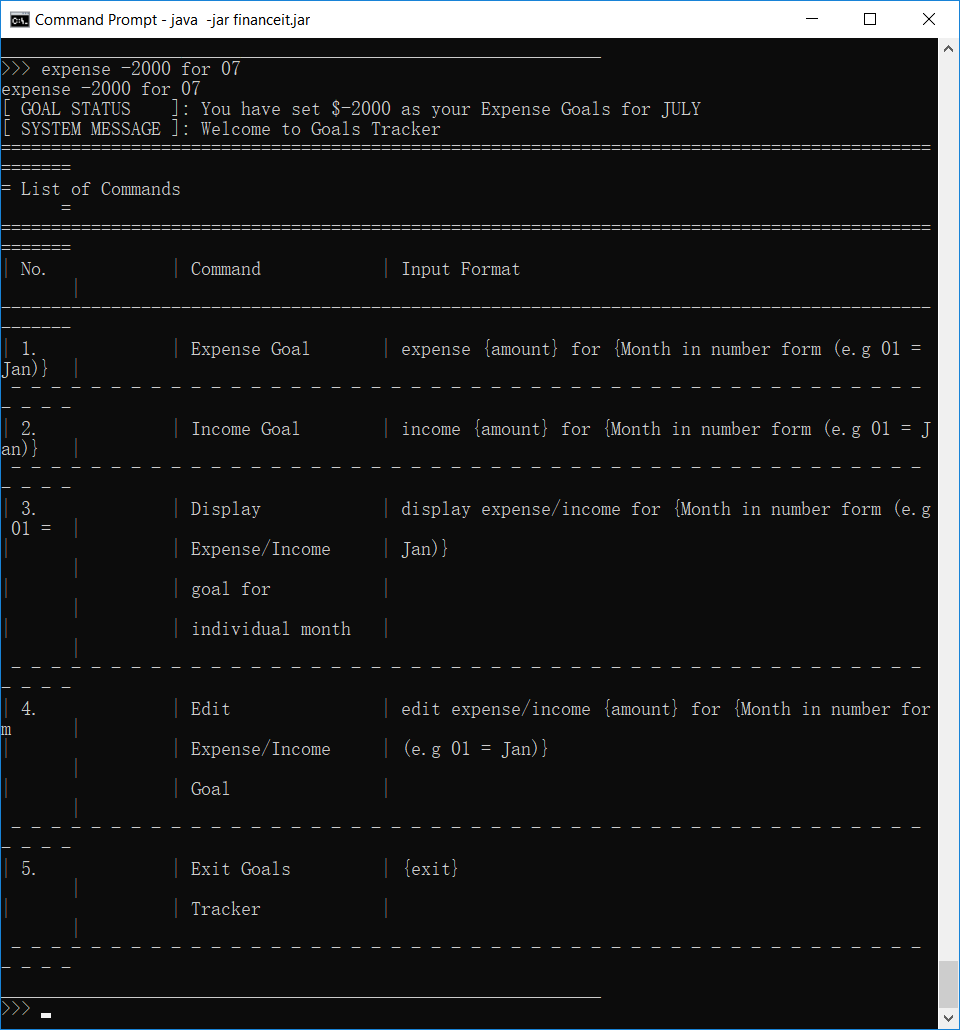 Command Prompt - java  -jar financeit.jar
____________________________________________________________
>>> expense -2000 for 07
expense -2000 for 07
[ GOAL STATUS    ]: You have set $-2000 as your Expense Goals for JULY
[ SYSTEM MESSAGE ]: Welcome to Goals Tracker
=============================================================================================
=======
= List of Commands
      =
=============================================================================================
=======
| No.             | Command             | Input Format
       |
---------------------------------------------------------------------------------------------
-------
| 1.              | Expense Goal        | expense {amount} for {Month in number form (e.g 01 =
Jan)}  |
 - - - - - - - - - - - - - - - - - - - - - - - - - - - - - - - - - - - - - - - - - - - - - -
- - - -
| 2.              | Income Goal         | income {amount} for {Month in number form (e.g 01 = J
an)}   |
 - - - - - - - - - - - - - - - - - - - - - - - - - - - - - - - - - - - - - - - - - - - - - -
- - - -
| 3.              | Display             | display expense/income for {Month in number form (e.g
 01 =  |
|                 | Expense/Income      | Jan)}
       |
|                 | goal for            |
       |
|                 | individual month    |
       |
 - - - - - - - - - - - - - - - - - - - - - - - - - - - - - - - - - - - - - - - - - - - - - -
- - - -
| 4.              | Edit                | edit expense/income {amount} for {Month in number for
m      |
|                 | Expense/Income      | (e.g 01 = Jan)}
       |
|                 | Goal                |
       |
 - - - - - - - - - - - - - - - - - - - - - - - - - - - - - - - - - - - - - - - - - - - - - -
- - - -
| 5.              | Exit Goals          | {exit}
       |
|                 | Tracker             |
       |
 - - - - - - - - - - - - - - - - - - - - - - - - - - - - - - - - - - - - - - - - - - - - - -
- - - -
____________________________________________________________
>>>